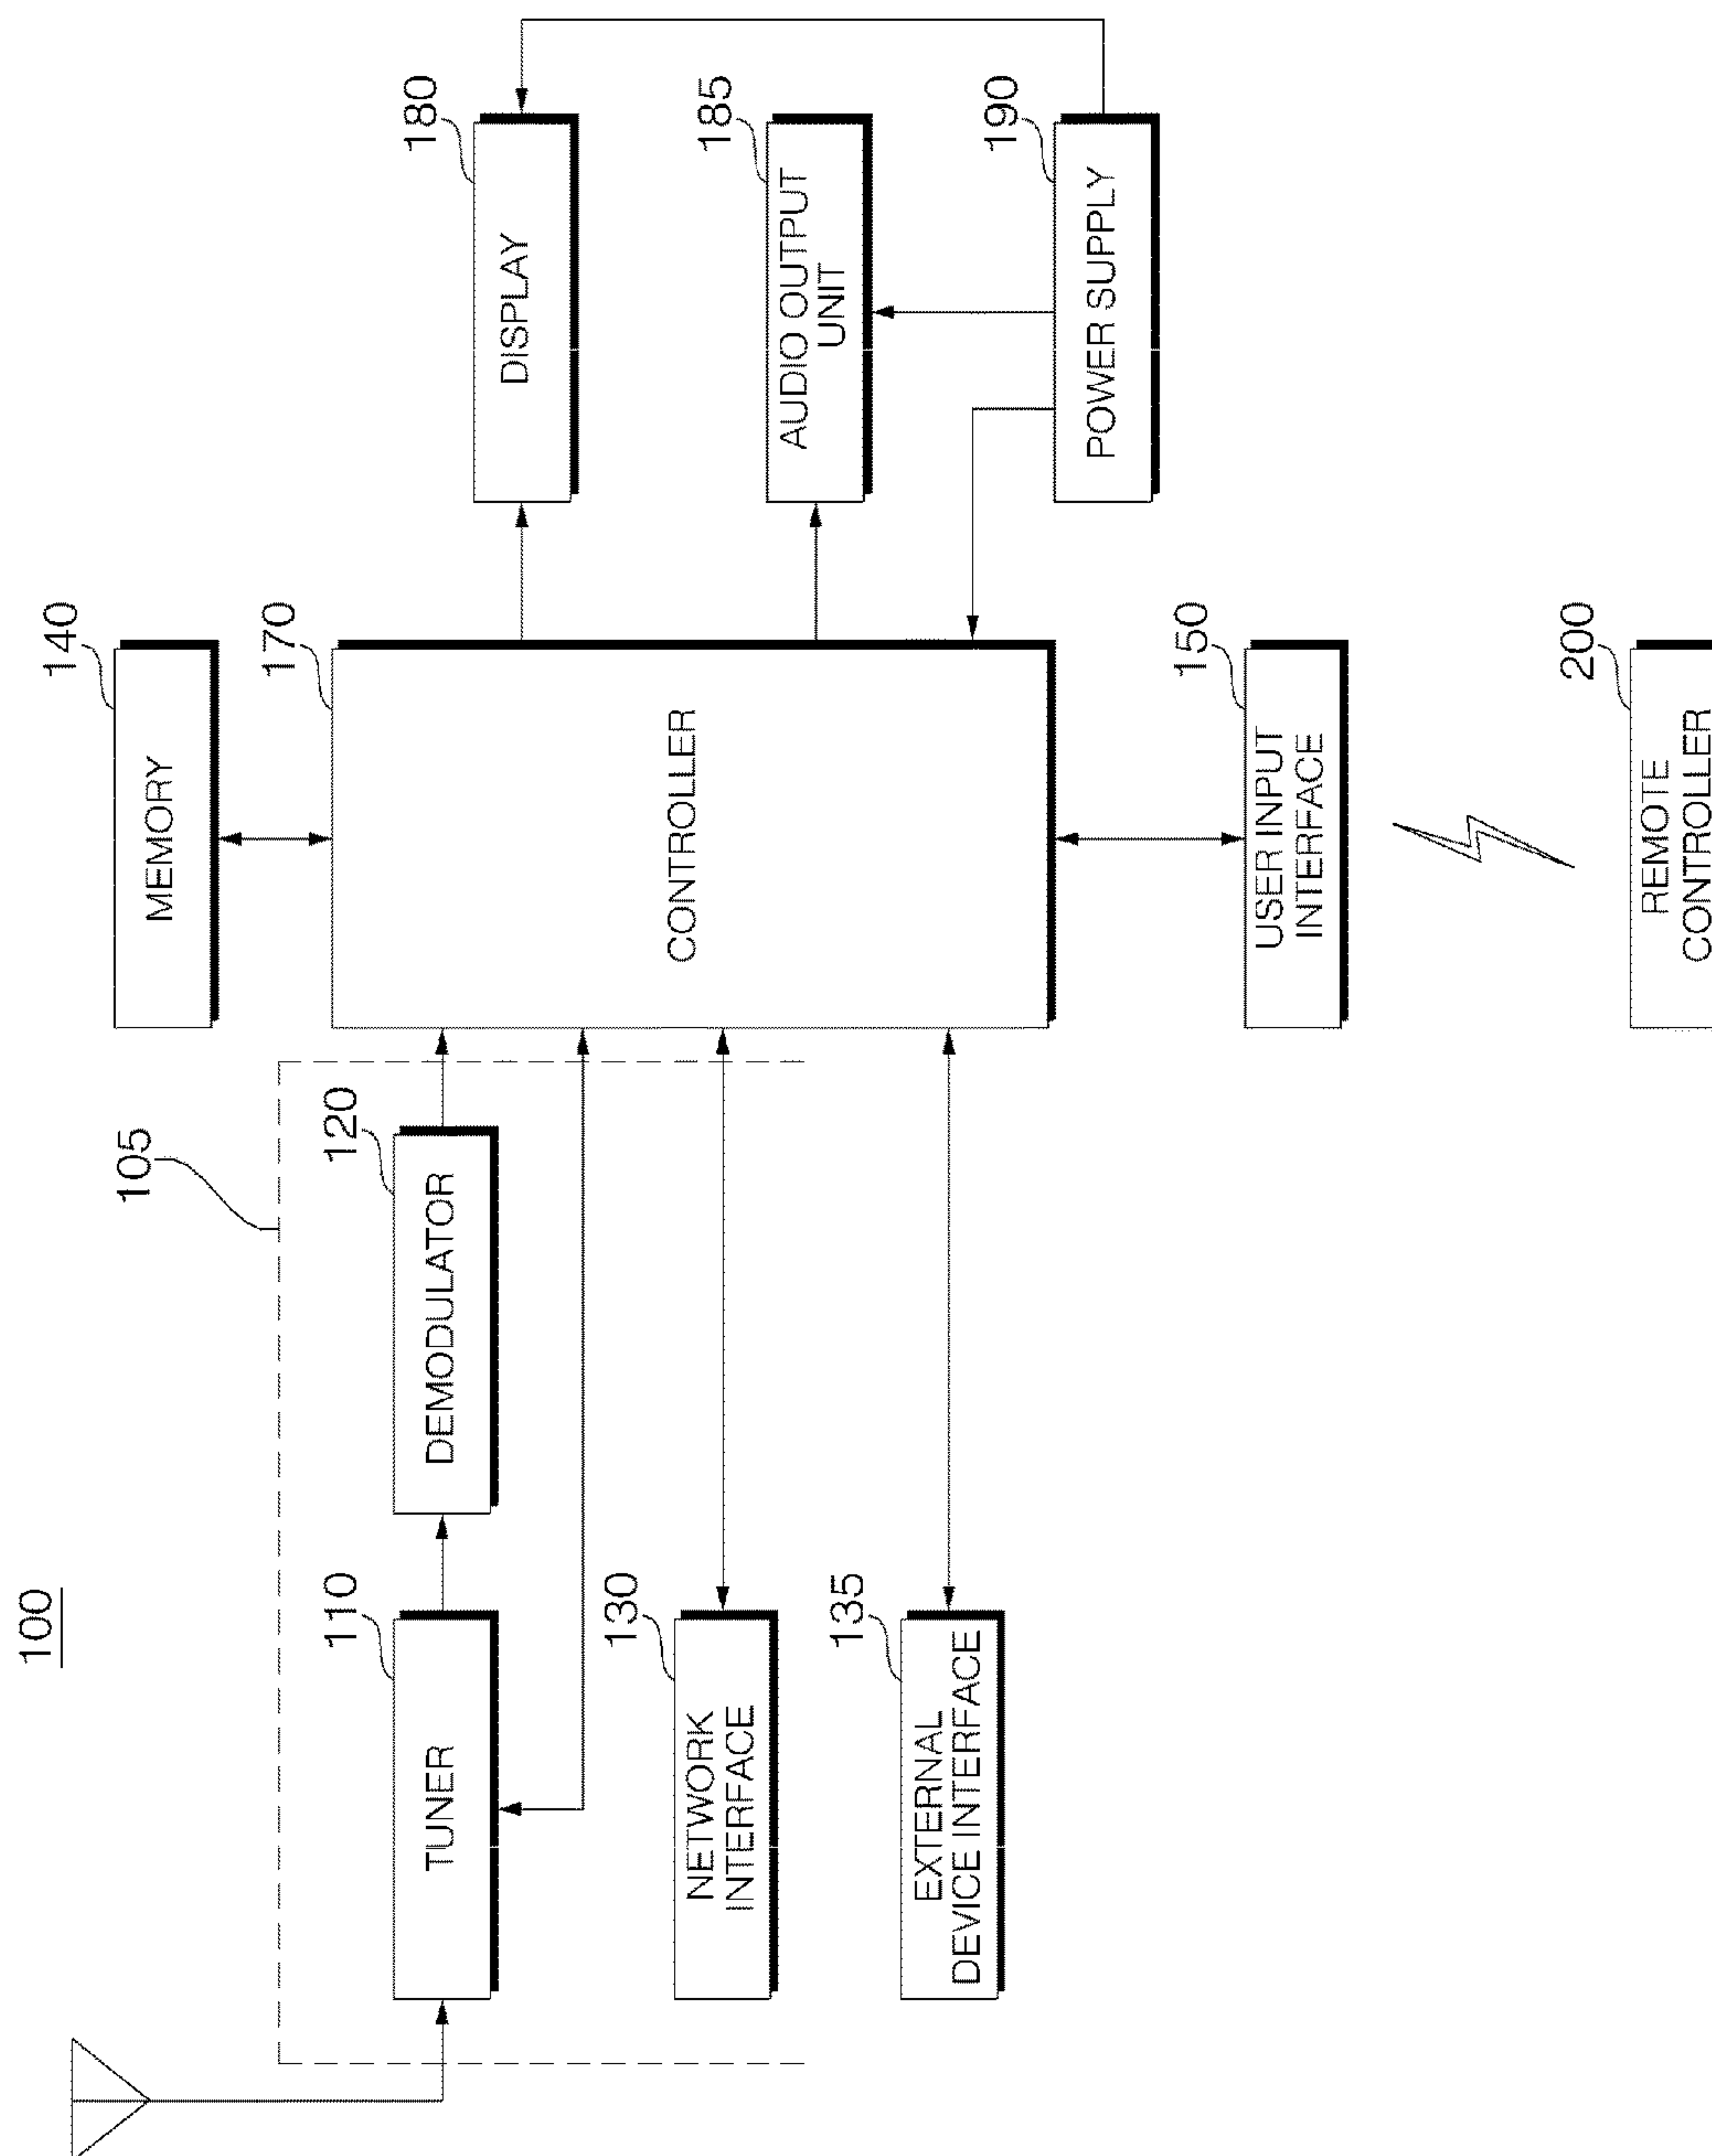 100
105
110
TUNER
120
DEMODULATOR
130
NETWORK
INTERFACE
135
EXTERNAL
DEVICE INTERFACE
140
MEMORY
170
CONTROLLER
150
USER INPUT
INTERFACE
200
REMOTE
CONTROLLER
180
DISPLAY
185
AUDIO OUTPUT
UNIT
190
POWER SUPPLY